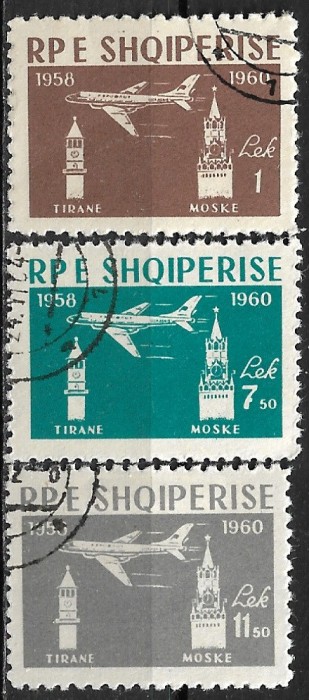 RP E SHQIPERISE
1958 1960
Lek
1
TIRANE MOSKE
RP E SHQIPERISE
1958 1960
Lek
7 50
TIRANE MOSKE
RP E SHQIPERISE
1958 1960
Lek
11 50
TIRANE MOSKE